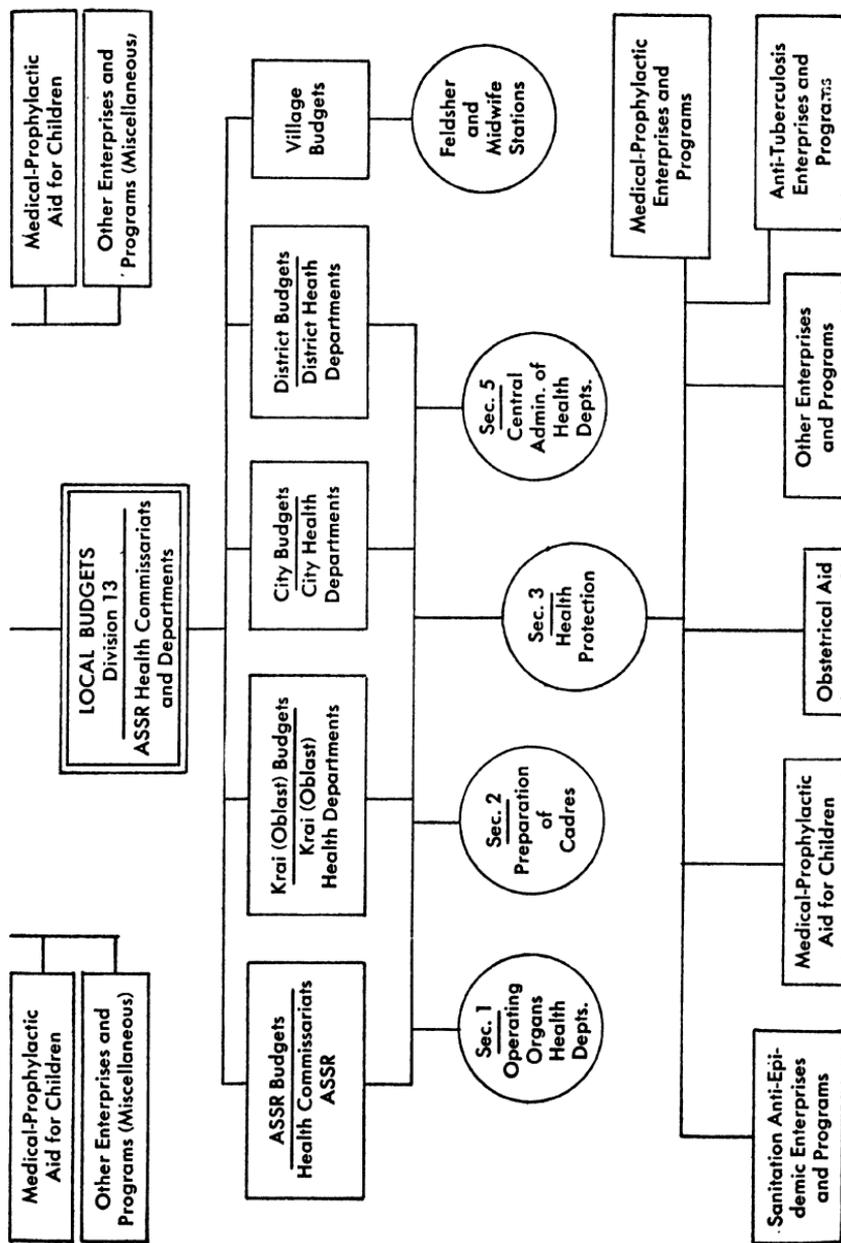 Medical-Prophylactic
Aid for Children
Other Enterprises and
Programs (Miscellaneous)
Medical-Prophylactic
Aid for Children
Other Enterprises and
Programs (Miscellaneous)
LOCAL BUDGETS
Division 13
ASSR Health Commissariats
and Departments
ASSR Budgets
Health Commissariats
ASSR
Krai (Oblast) Budgets
Krai (Oblast)
Health Departments
City Budgets
City Health
Departments
District Budgets
District Heath
Departments
Village
Budgets
Sec. 1
Operating
Organs
Health
Depts.
Sec. 2
Preparation
of
Cadres
Sec. 3
Health
Protection
Sec. 5
Central
Admin. of
Health
Depts.
Feldsher
and
Midwife
Stations
Medical-Prophylactic
Enterprises and
Programs
Sanitation Anti-Epi-
demic Enterprises
and Programs
Medical-Prophylactic
Aid for Children
Obstetrical Aid
Other Enterprises
and Programs
Anti-Tuberculosis
Enterprises and
Programs